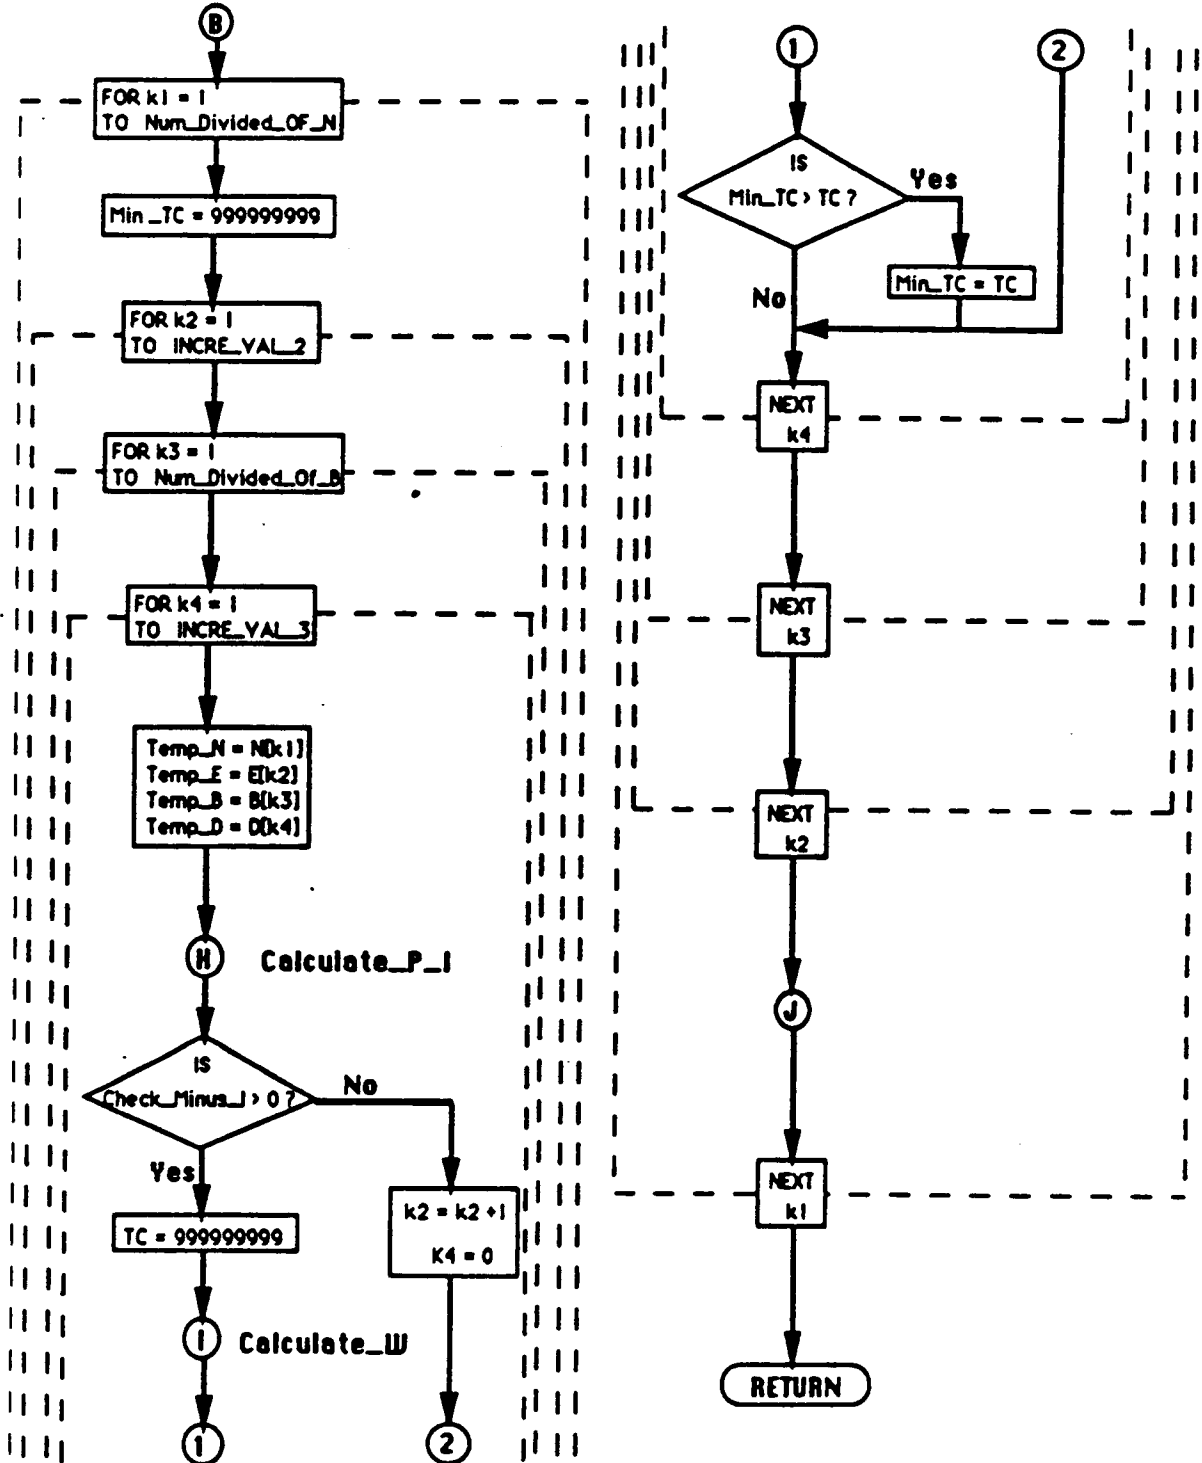 B
FOR k1 = 1
TO Num_Divided_OF_N
Min_TC = 999999999
FOR k2 = 1
TO INCRE_VAL_2
FOR k3 = 1
TO Num_Divided_Of_B
FOR k4 = 1
TO INCRE_VAL_3
Temp_N = N[k1]
Temp_E = E[k2]
Temp_B = B[k3]
Temp_D = D[k4]
H
Calculate_P_I
IS
Check_Minus_I > 0 ?
No
Yes
TC = 999999999
k2 = k2 +1
K4 = 0
I
Calculate_W
1
2
1
2
IS
Min_TC > TC ?
Yes
Min_TC = TC
No
NEXT
k4
NEXT
k3
NEXT
k2
J
NEXT
k1
RETURN